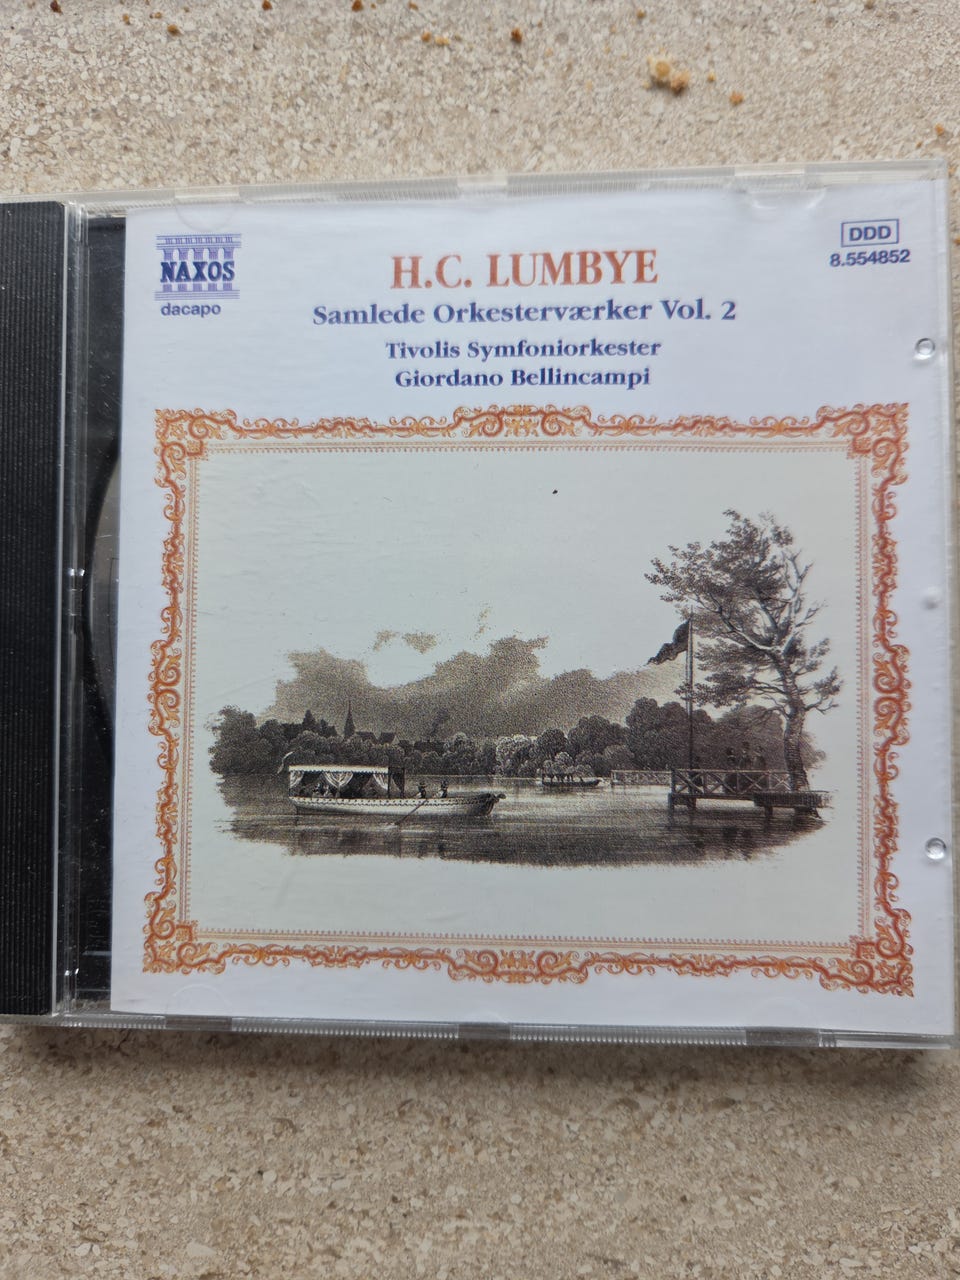 NAXOS
dacapo
DDD
8.554852
H.C. LUMBYE
Samlede Orkesterværker Vol. 2
Tivolis Symfoniorkester
Giordano Bellincampi